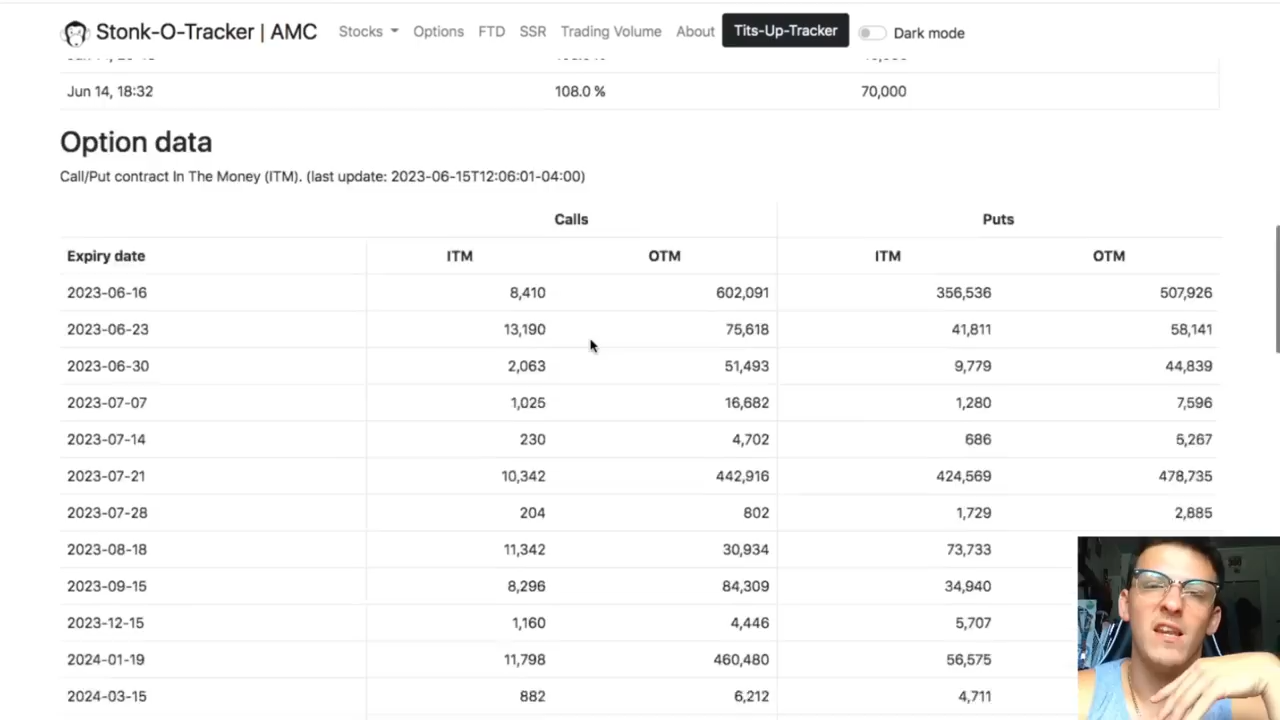 Stonk-O-Tracker | AMC Stocks Options FTD SSR Trading Volume About Tits-Up-Tracker Dark mode
Jun 14, 18:32 108.0 % 70,000
Option data
Call/Put contract In The Money (ITM). (last update: 2023-06-15T12:06:01-04:00)
Calls Puts
Expiry date ITM OTM ITM OTM
2023-06-16 8,410 602,091 356,536 507,926
2023-06-23 13,190 75,618 41,811 58,141
2023-06-30 2,063 51,493 9,779 44,839
2023-07-07 1,025 16,682 1,280 7,596
2023-07-14 230 4,702 686 5,267
2023-07-21 10,342 442,916 424,569 478,735
2023-07-28 204 802 1,729 2,885
2023-08-18 11,342 30,934 73,733
2023-09-15 8,296 84,309 34,940
2023-12-15 1,160 4,446 5,707
2024-01-19 11,798 460,480 56,575
2024-03-15 882 6,212 4,711